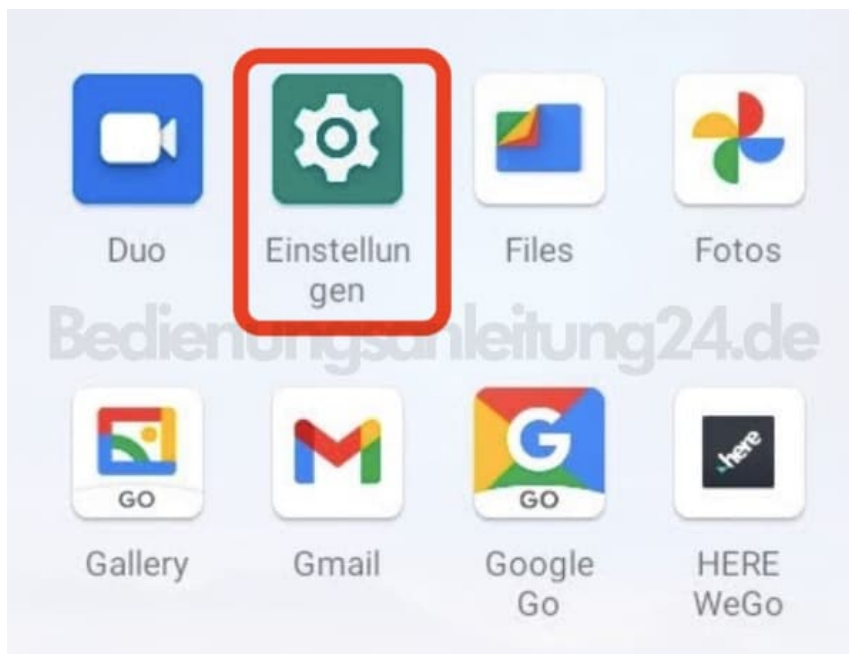 Duo
Einstellun
gen
Files
Fotos
Bedienungsanleitung24.de
GO
GO
here
Gallery
Gmail
Google
Go
HERE
WeGo